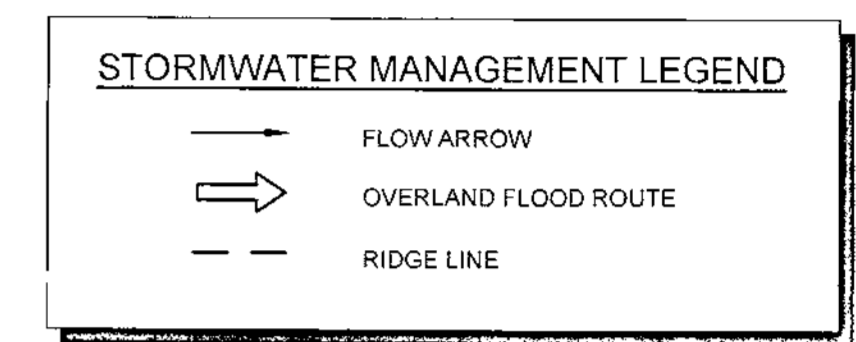 STORMWATER MANAGEMENT LEGEND
FLOW ARROW
OVERLAND FLOOD ROUTE
RIDGE LINE